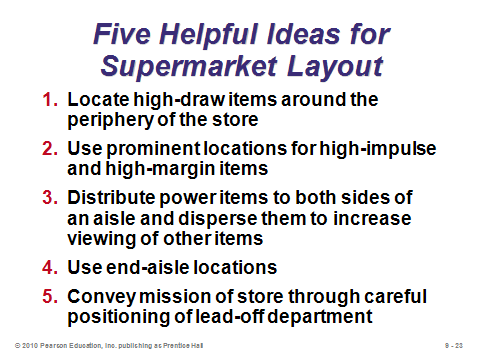 Five Helpful Ideas for
Supermarket Layout
1. Locate high-draw items around the
periphery of the store
2. Use prominent locations for high-impulse
and high-margin items
3. Distribute power items to both sides of
an aisle and disperse them to increase
viewing of other items
4. Use end-aisle locations
5. Convey mission of store through careful
positioning of lead-off department
© 2010 Pearson Education, Inc. publishing as Prentice Hall
9 - 23